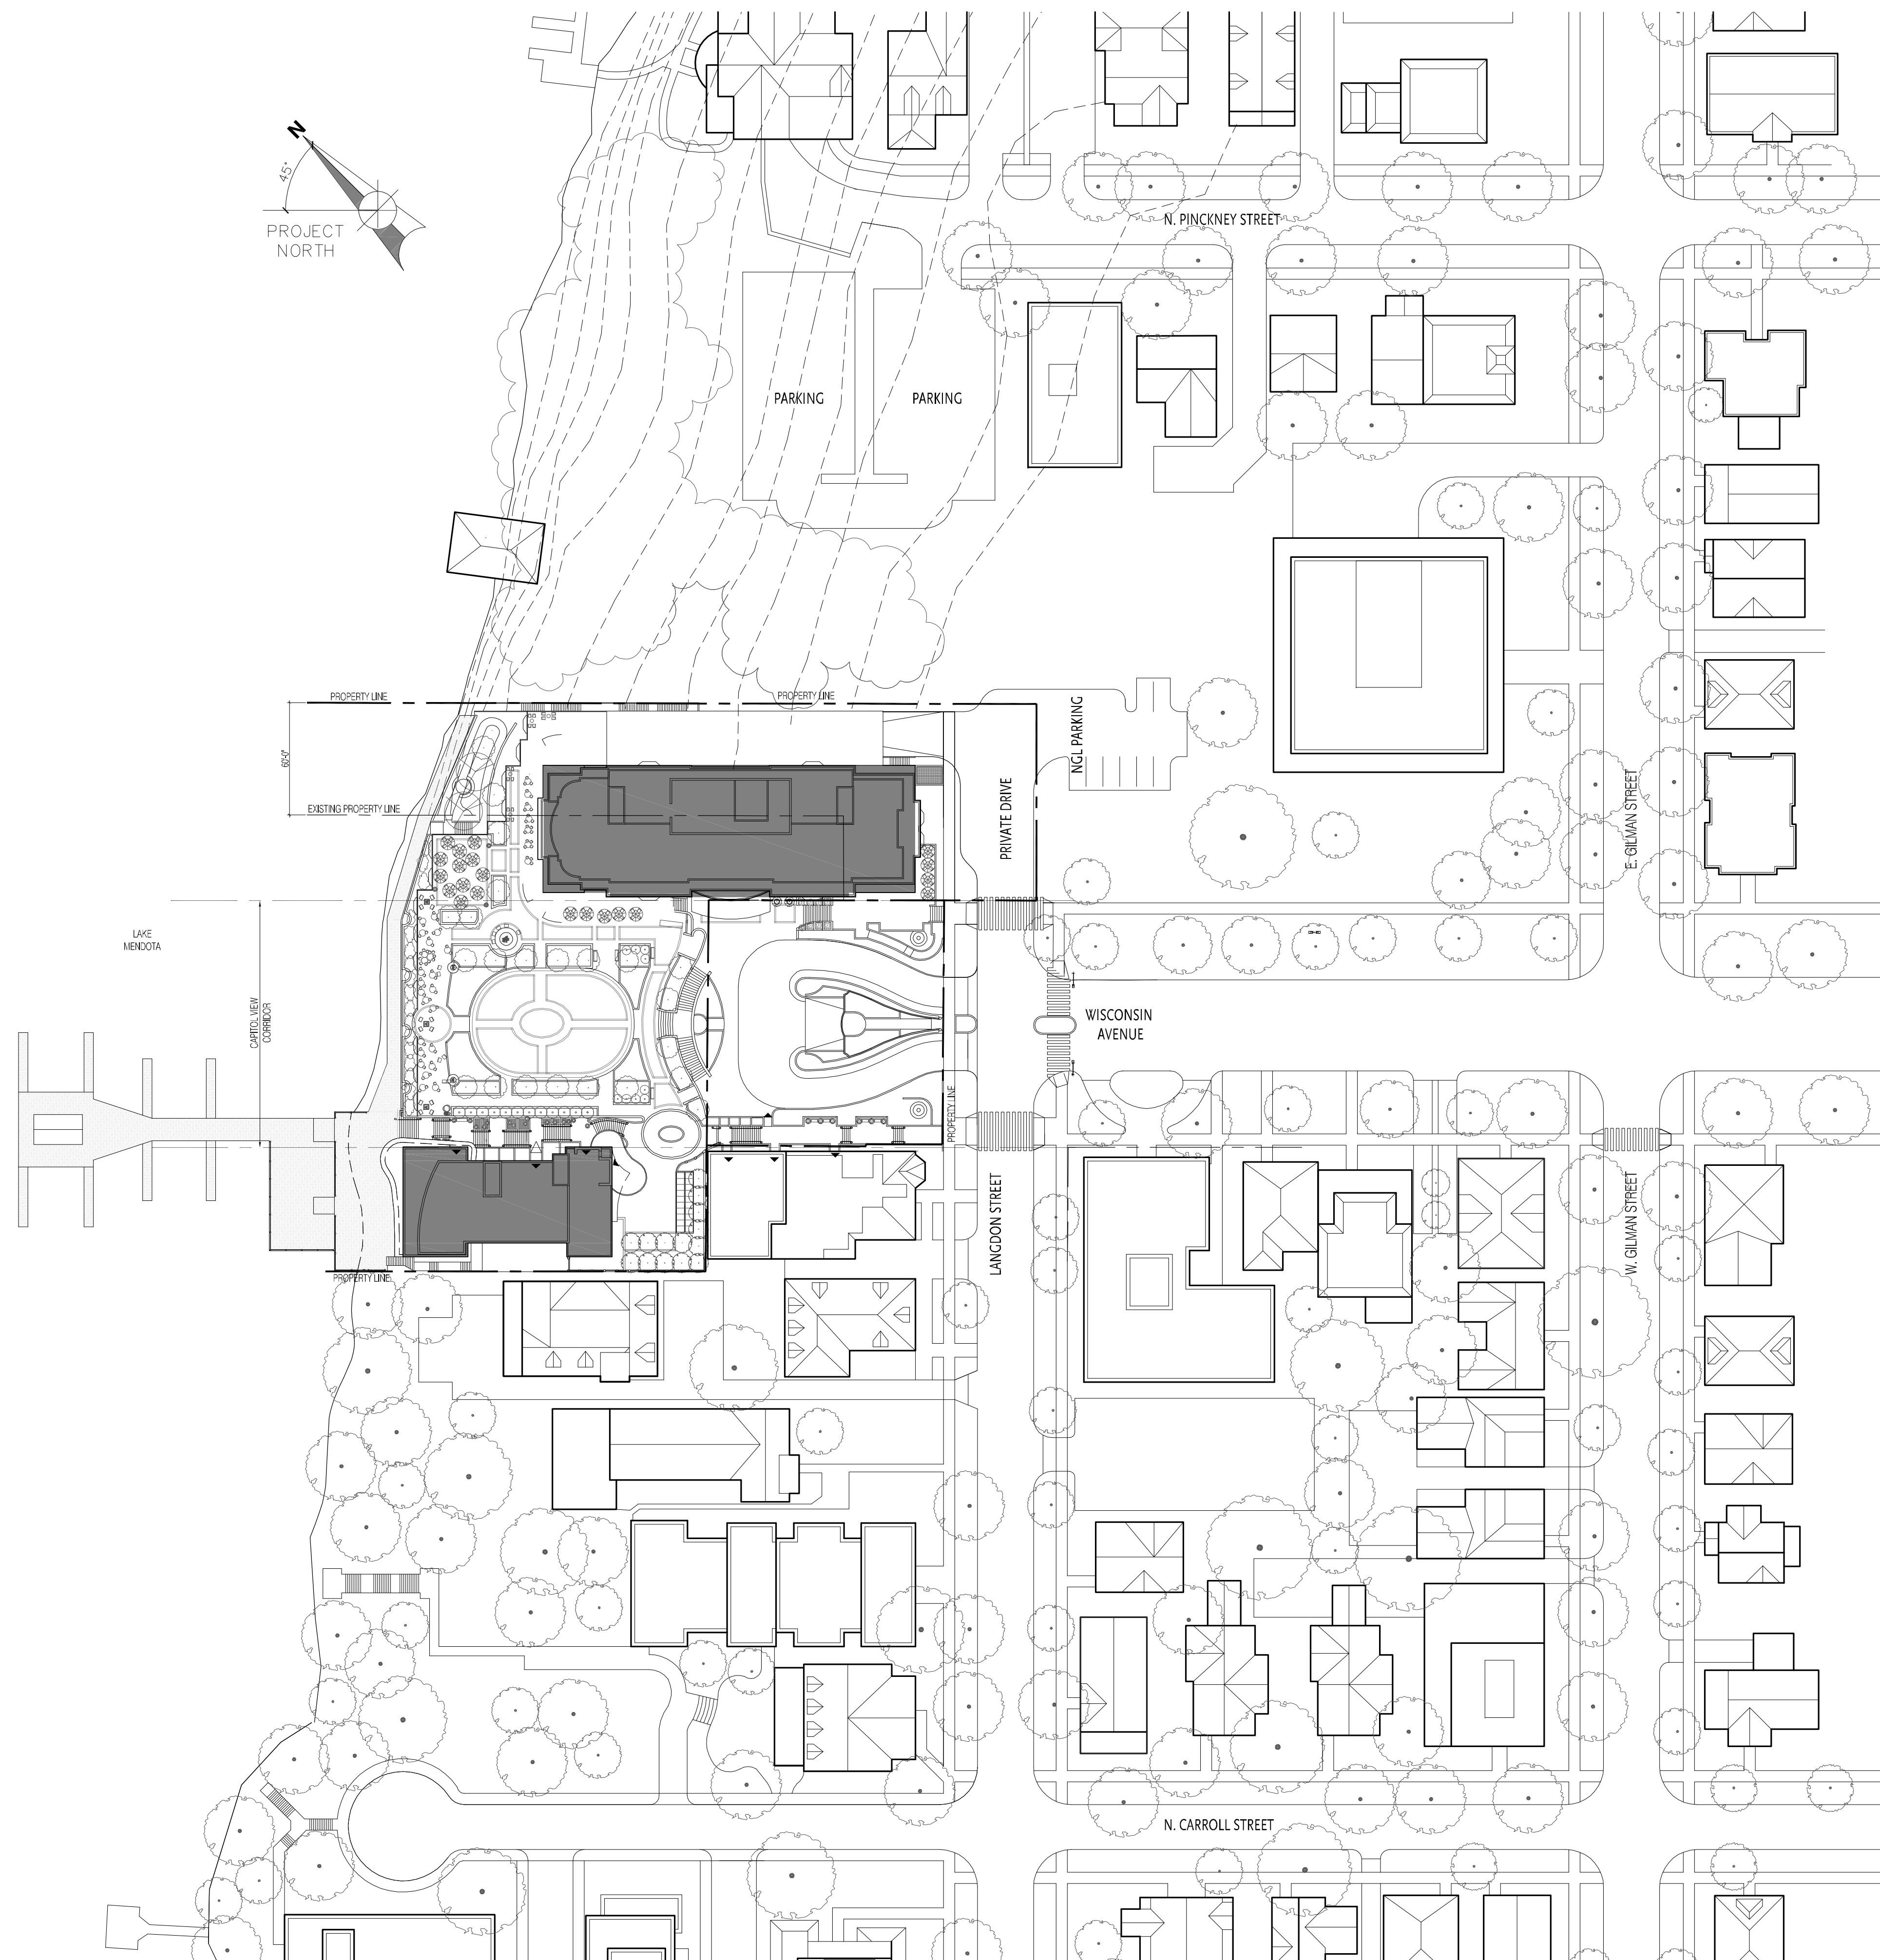 N
45°
PROJECT
NORTH
N. PINCKNEY STREET
PARKING
PARKING
PROPERTY LINE
PROPERTY LINE
60'-0"
NGL PARKING
EXISTING PROPERTY LINE
PRIVATE DRIVE
E. GILMAN STREET
LAKE
MENDOTA
CAPITOL VIEW
CORRIDOR
WISCONSIN
AVENUE
PROPERTY LINE
LANGDON STREET
W. GILMAN STREET
PROPERTY LINE
N. CARROLL STREET